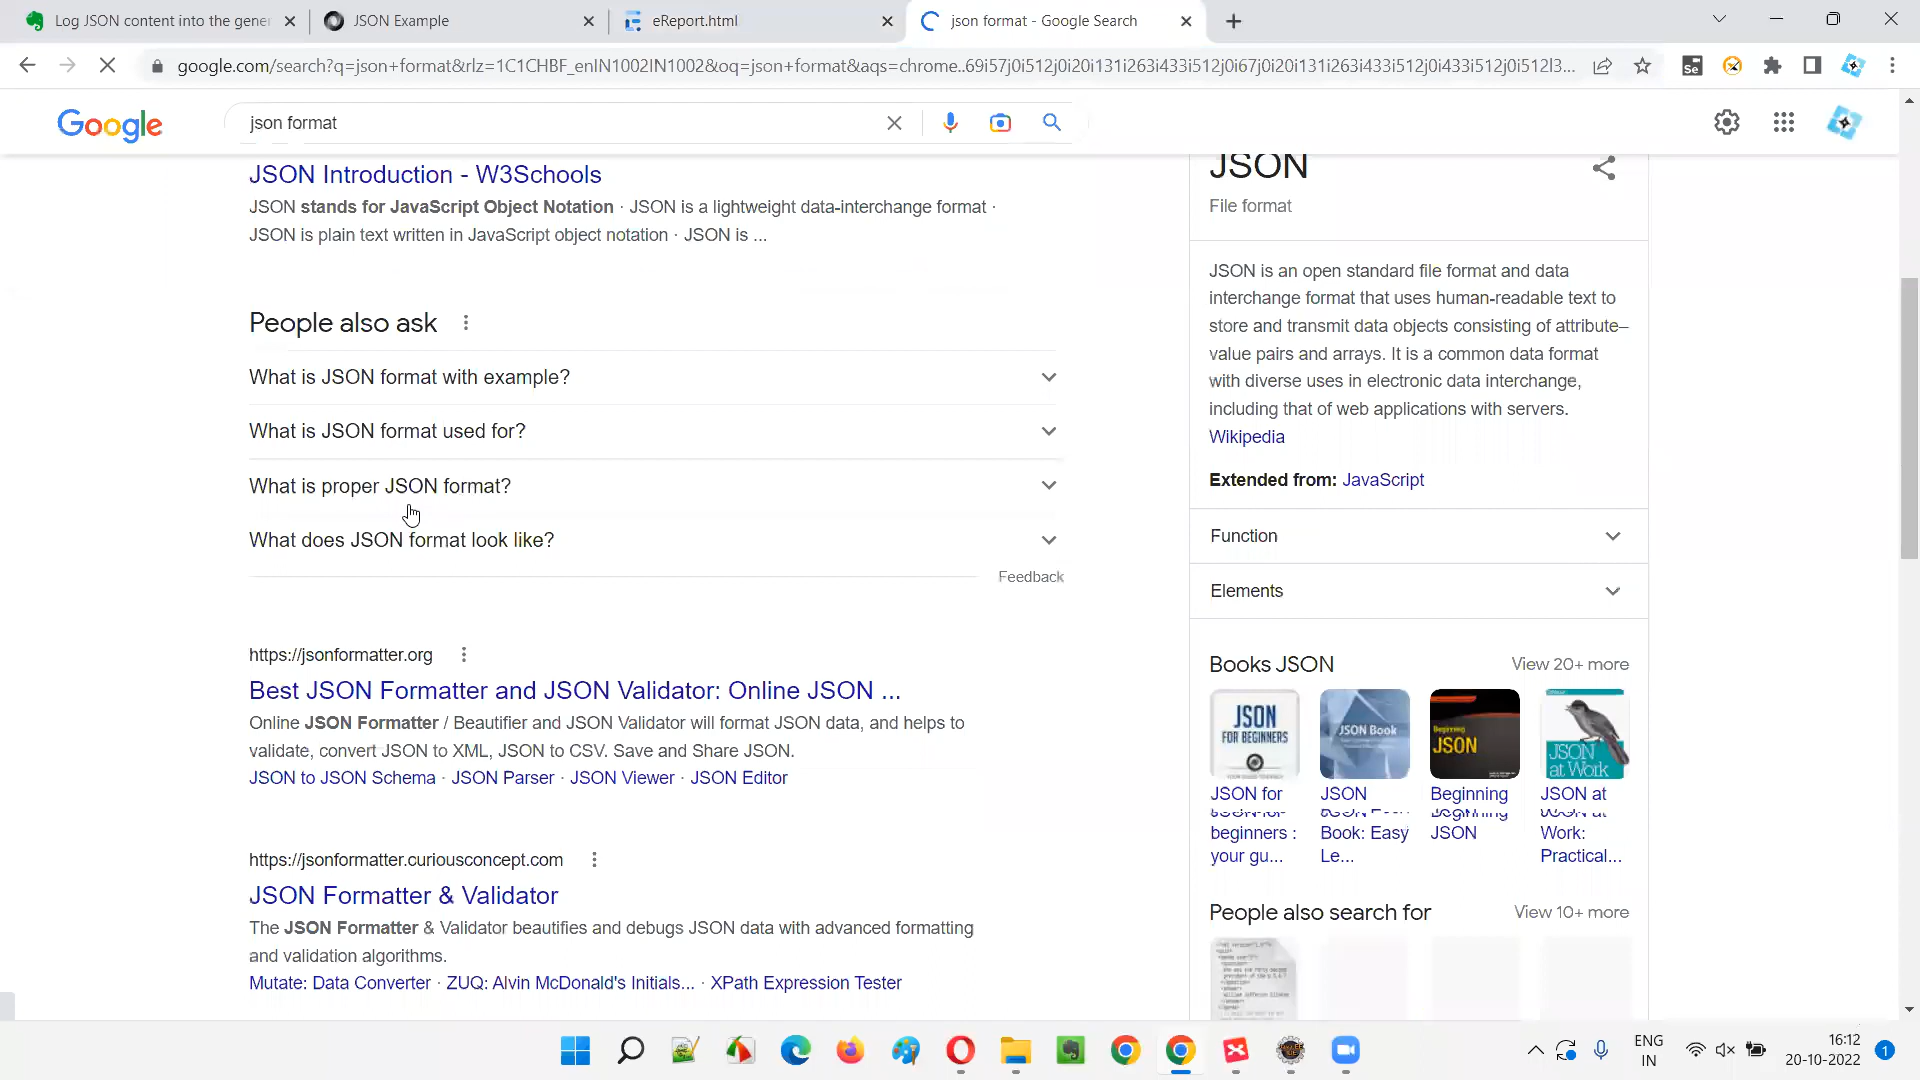 Log JSON content into the gener
JSON Example
eReport.html
json format - Google Search
google.com/search?q=json+format&rlz=1C1CHBF_enIN1002IN1002&oq=json+format&aqs=chrome..69i57j0i512j0i20i131i263i433i512j0i67j0i20i131i263i433i512j0i433i512j0i512l3...
Google
json format
JSON Introduction - W3Schools
JSON stands for JavaScript Object Notation · JSON is a lightweight data-interchange format ·
JSON is plain text written in JavaScript object notation · JSON is ...
People also ask
What is JSON format with example?
What is JSON format used for?
What is proper JSON format?
What does JSON format look like?
Feedback
https://jsonformatter.org
Best JSON Formatter and JSON Validator: Online JSON ...
Online JSON Formatter / Beautifier and JSON Validator will format JSON data, and helps to
validate, convert JSON to XML, JSON to CSV. Save and Share JSON.
JSON to JSON Schema · JSON Parser · JSON Viewer · JSON Editor
https://jsonformatter.curiousconcept.com
JSON Formatter & Validator
The JSON Formatter & Validator beautifies and debugs JSON data with advanced formatting
and validation algorithms.
Mutate: Data Converter · ZUQ: Alvin McDonald's Initials... · XPath Expression Tester
JSON
File format
JSON is an open standard file format and data
interchange format that uses human-readable text to
store and transmit data objects consisting of attribute–
value pairs and arrays. It is a common data format
with diverse uses in electronic data interchange,
including that of web applications with servers.
Wikipedia
Extended from: JavaScript
Function
Elements
Books JSON
View 20+ more
JSON
FOR BEGINNERS
JSON Book
Beginning
JSON
JSON
at Work
JSON for
beginners :
your gu...
JSON
Book: Easy
Le...
Beginning
JSON
JSON at
Work:
Practical...
People also search for
View 10+ more
ENG
IN
16:12
20-10-2022
1